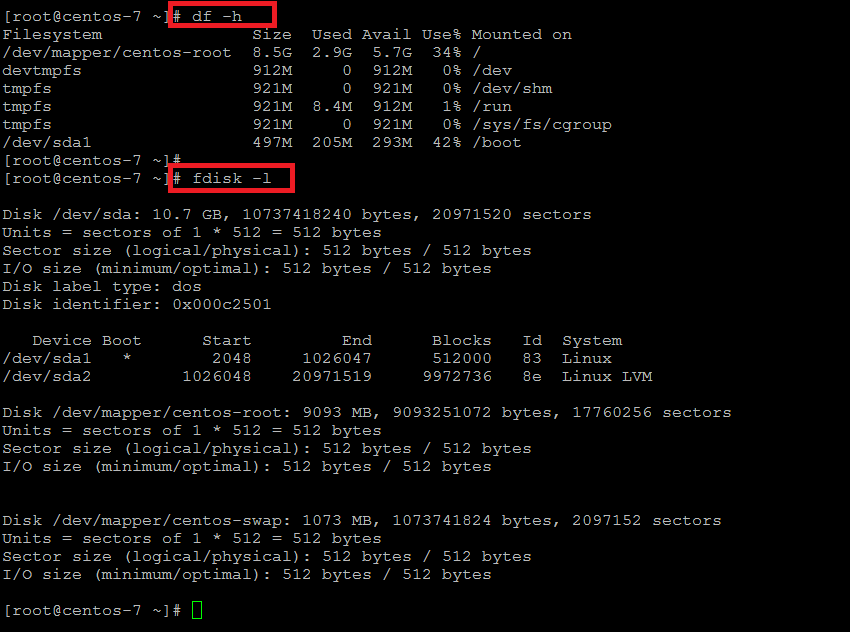 [root@centos-7 ~]# df -h
Filesystem               Size  Used Avail Use% Mounted on
/dev/mapper/centos-root  8.5G  2.9G  5.7G  34% /
devtmpfs                 912M     0  912M   0% /dev
tmpfs                    921M     0  921M   0% /dev/shm
tmpfs                    921M  8.4M  912M   1% /run
tmpfs                    921M     0  921M   0% /sys/fs/cgroup
/dev/sda1                497M  205M  293M  42% /boot
[root@centos-7 ~]#
[root@centos-7 ~]# fdisk -l
Disk /dev/sda: 10.7 GB, 10737418240 bytes, 20971520 sectors
Units = sectors of 1 * 512 = 512 bytes
Sector size (logical/physical): 512 bytes / 512 bytes
I/O size (minimum/optimal): 512 bytes / 512 bytes
Disk label type: dos
Disk identifier: 0x000c2501
   Device Boot      Start         End      Blocks   Id  System
/dev/sda1   *        2048     1026047      512000   83  Linux
/dev/sda2         1026048    20971519     9972736   8e  Linux LVM
Disk /dev/mapper/centos-root: 9093 MB, 9093251072 bytes, 17760256 sectors
Units = sectors of 1 * 512 = 512 bytes
Sector size (logical/physical): 512 bytes / 512 bytes
I/O size (minimum/optimal): 512 bytes / 512 bytes
Disk /dev/mapper/centos-swap: 1073 MB, 1073741824 bytes, 2097152 sectors
Units = sectors of 1 * 512 = 512 bytes
Sector size (logical/physical): 512 bytes / 512 bytes
I/O size (minimum/optimal): 512 bytes / 512 bytes
[root@centos-7 ~]#